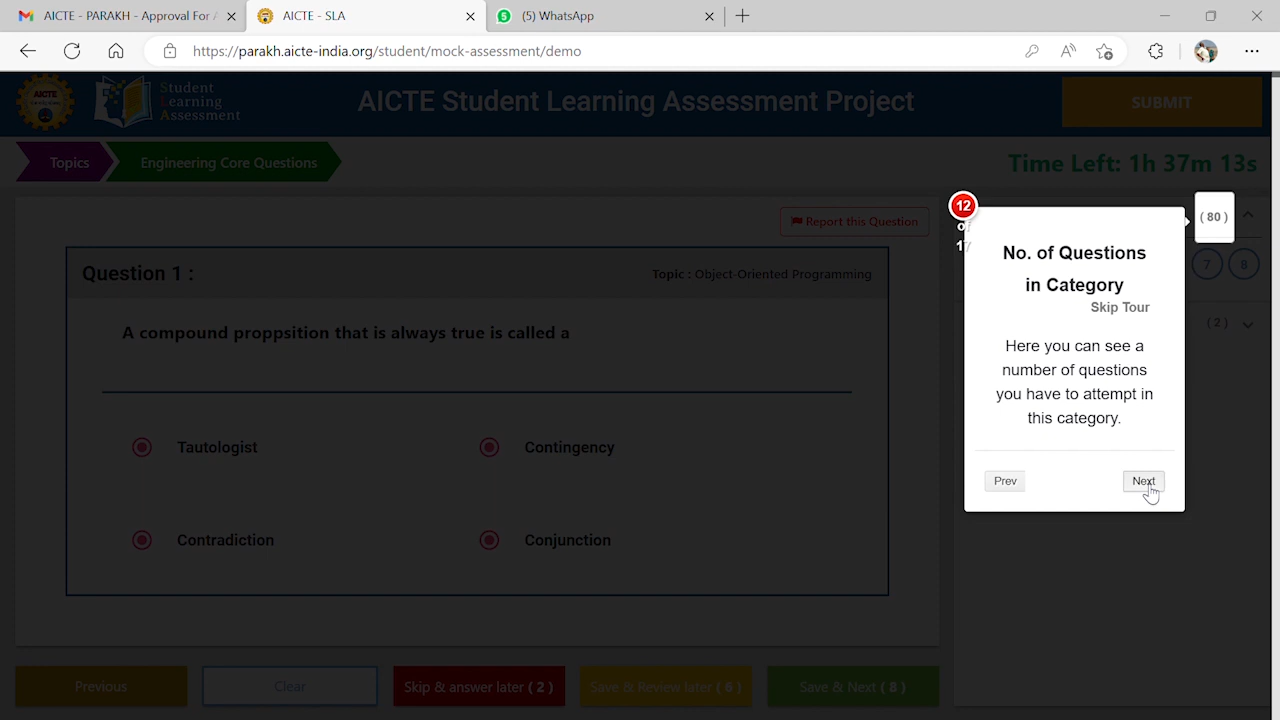 AICTE - PARAKH - Approval For A
AICTE - SLA
(5) WhatsApp
https://parakh.aicte-india.org/student/mock-assessment/demo
AICTE
Student
Learning
Assessment
AICTE Student Learning Assessment Project
SUBMIT
Topics
Engineering Core Questions
Time Left: 1h 37m 13s
Report this Question
Question 1 :
Topic : Object-Oriented Programming
A compound proppsition that is always true is called a
Tautologist
Contingency
Contradiction
Conjunction
12
of
17
No. of Questions
in Category
Skip Tour
Here you can see a
number of questions
you have to attempt in
this category.
Prev
Next
( 80 )
7
8
( 2 )
Previous
Clear
Skip & answer later ( 2 )
Save & Review later ( 6 )
Save & Next ( 8 )